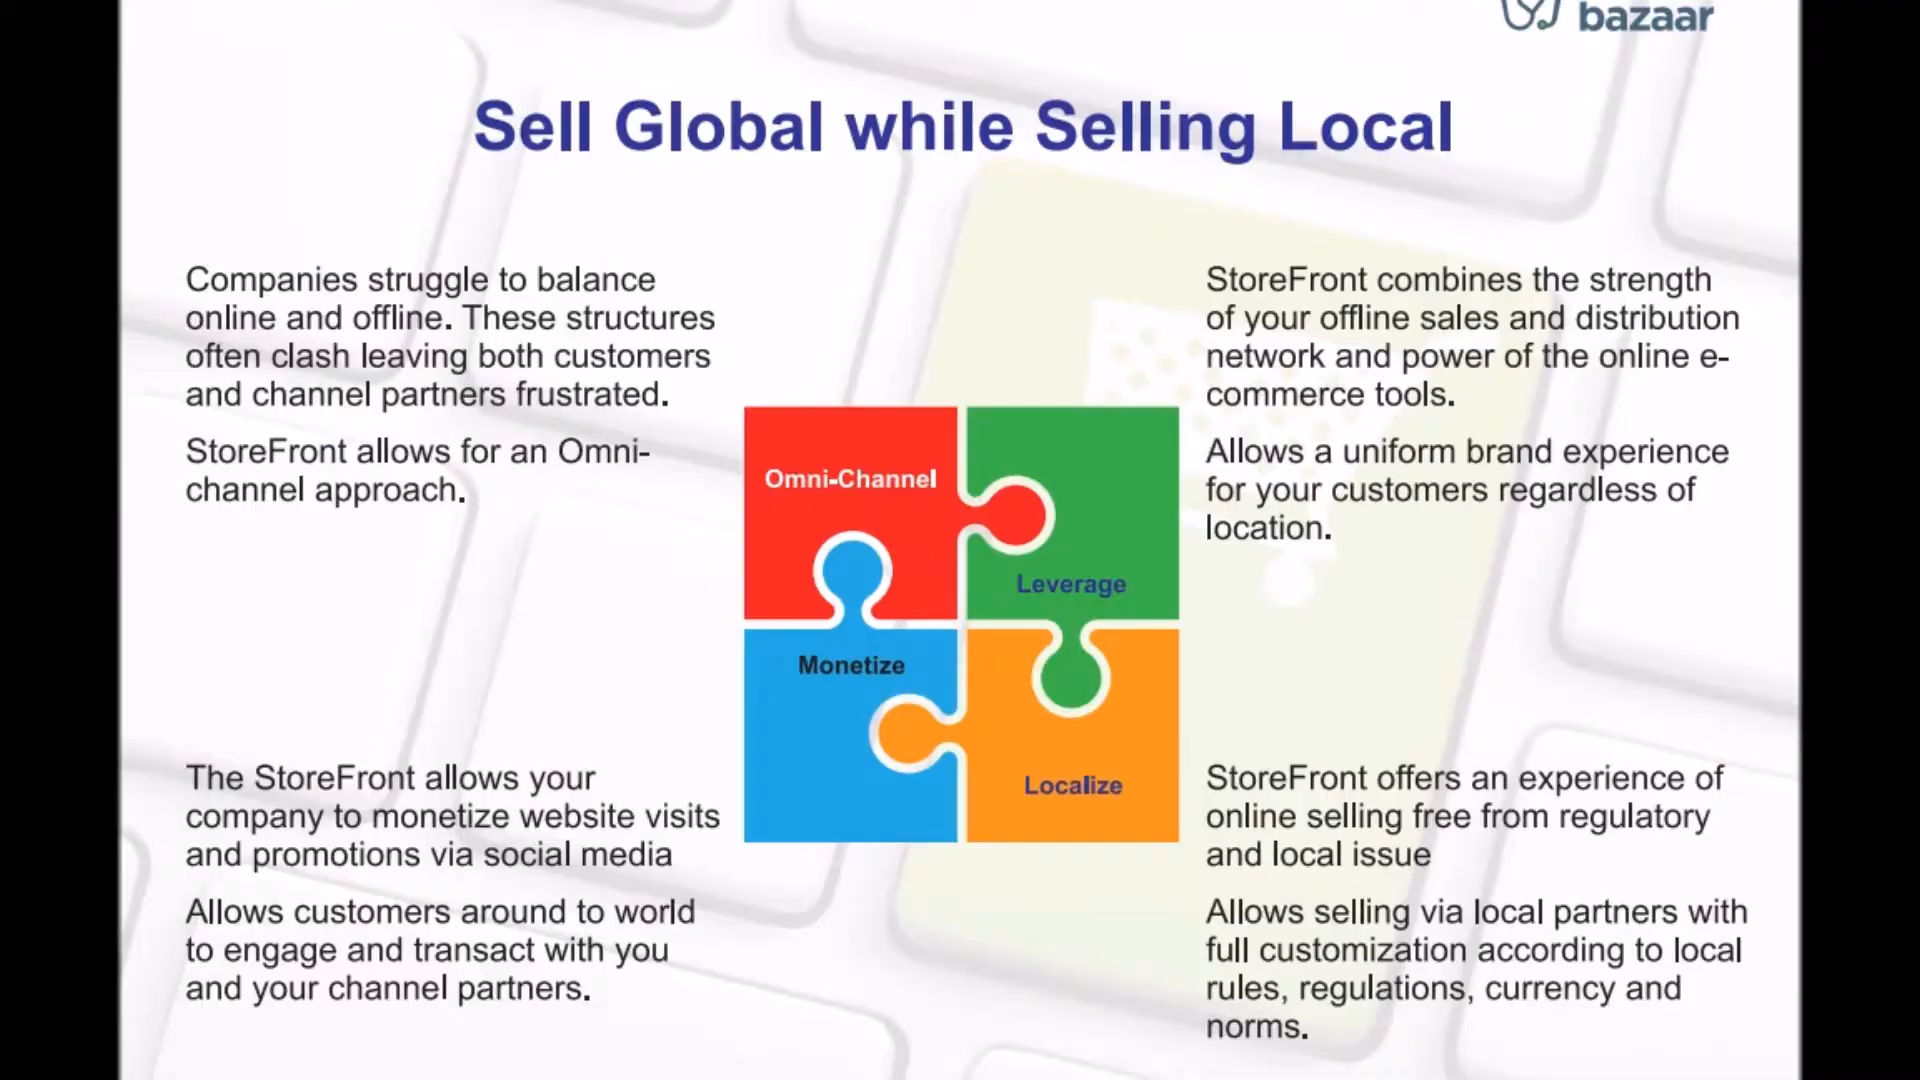 bazaar
Sell Global while Selling Local
Companies struggle to balance
online and offline. These structures
often clash leaving both customers
and channel partners frustrated.
StoreFront allows for an Omni-
channel approach.
StoreFront combines the strength
of your offline sales and distribution
network and power of the online e-
commerce tools.
Allows a uniform brand experience
for your customers regardless of
location.
Omni-Channel
Leverage
Monetize
Localize
The StoreFront allows your
company to monetize website visits
and promotions via social media
Allows customers around to world
to engage and transact with you
and your channel partners.
StoreFront offers an experience of
online selling free from regulatory
and local issue
Allows selling via local partners with
full customization according to local
rules, regulations, currency and
norms.